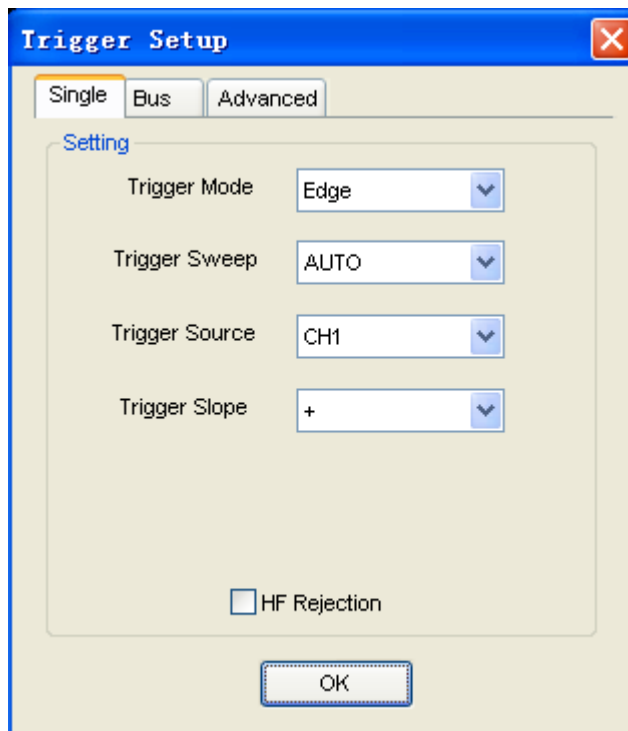 Trigger Setup
Single Bus Advanced
Setting
Trigger Mode Edge
Trigger Sweep AUTO
Trigger Source CH1
Trigger Slope +
HF Rejection
OK